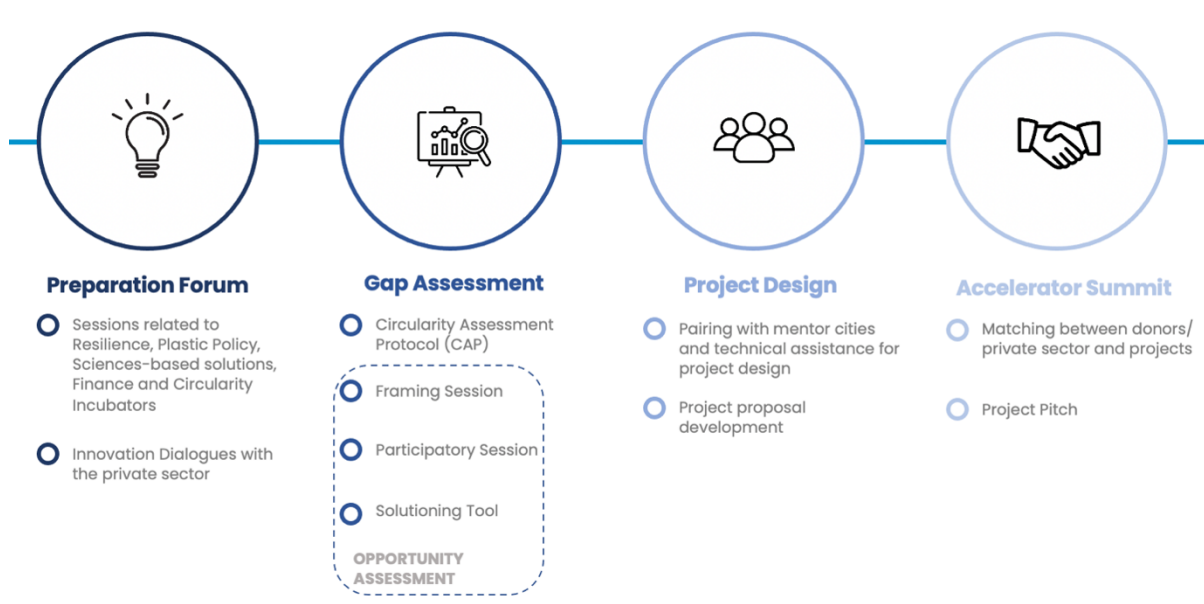 Preparation Forum
Sessions related to
Resilience, Plastic Policy,
Sciences-based solutions,
Finance and Circularity
Incubators
Innovation Dialogues with
the private sector
Gap Assessment
Circularity Assessment
Protocol (CAP)
Framing Session
Participatory Session
Solutioning Tool
OPPORTUNITY
ASSESSMENT
Project Design
Pairing with mentor cities
and technical assistance for
project design
Project proposal
development
Accelerator Summit
Matching between donors/
private sector and projects
Project Pitch